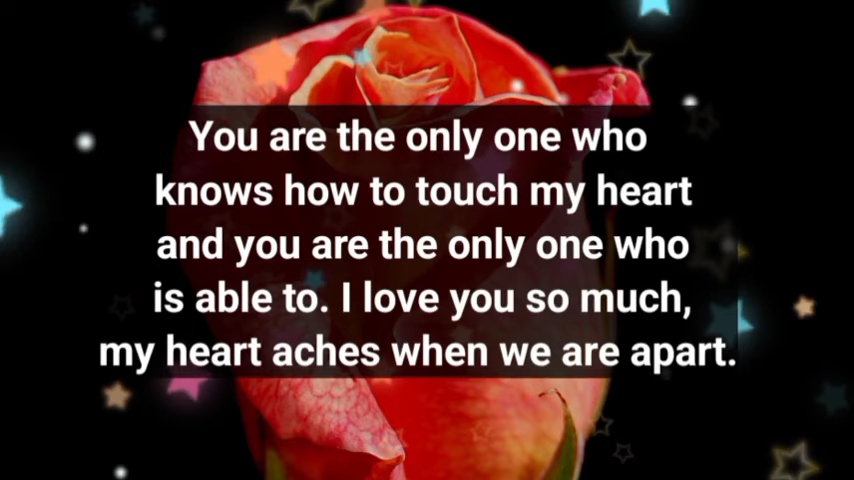 You are the only one who
knows how to touch my heart
and you are the only one who
is able to. I love you so much,
my heart aches when we are apart.